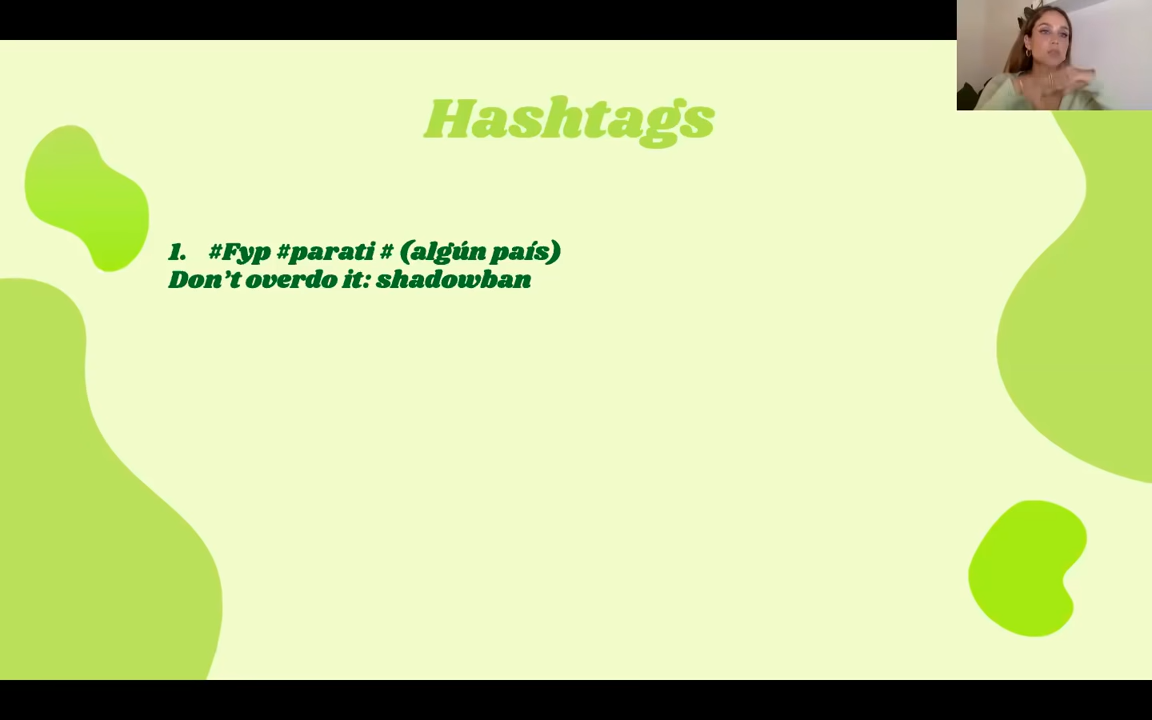 Hashtags
1. #Fyp #parati # (algún país)
Don't overdo it: shadowban